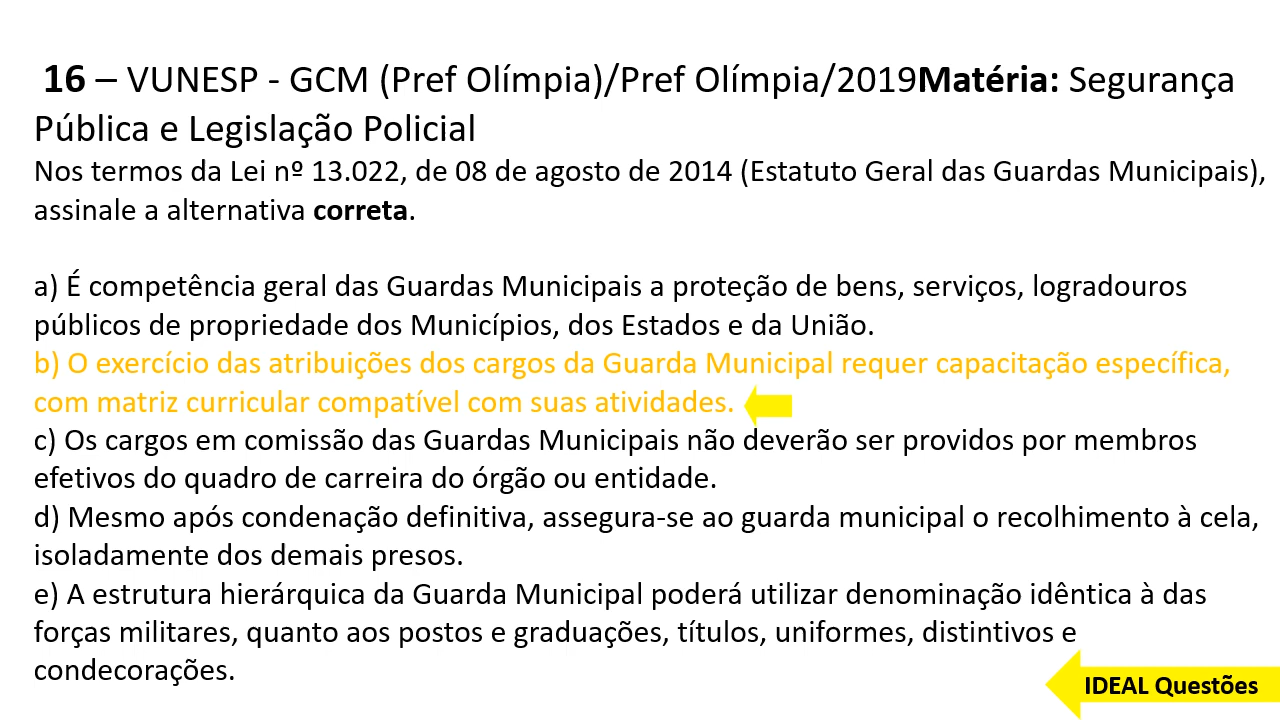 16 – VUNESP - GCM (Pref Olímpia)/Pref Olímpia/2019Matéria: Segurança
Pública e Legislação Policial
Nos termos da Lei nº 13.022, de 08 de agosto de 2014 (Estatuto Geral das Guardas Municipais),
assinale a alternativa correta.
a) É competência geral das Guardas Municipais a proteção de bens, serviços, logradouros
públicos de propriedade dos Municípios, dos Estados e da União.
b) O exercício das atribuições dos cargos da Guarda Municipal requer capacitação específica,
com matriz curricular compatível com suas atividades.
c) Os cargos em comissão das Guardas Municipais não deverão ser providos por membros
efetivos do quadro de carreira do órgão ou entidade.
d) Mesmo após condenação definitiva, assegura-se ao guarda municipal o recolhimento à cela,
isoladamente dos demais presos.
e) A estrutura hierárquica da Guarda Municipal poderá utilizar denominação idêntica à das
forças militares, quanto aos postos e graduações, títulos, uniformes, distintivos e
condecorações.
IDEAL Questões